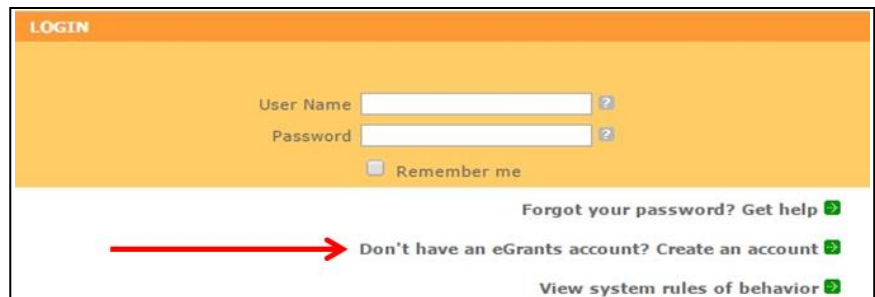 LOGIN
User Name
Password
Remember me
Forgot your password? Get help
Don't have an eGrants account? Create an account
View system rules of behavior